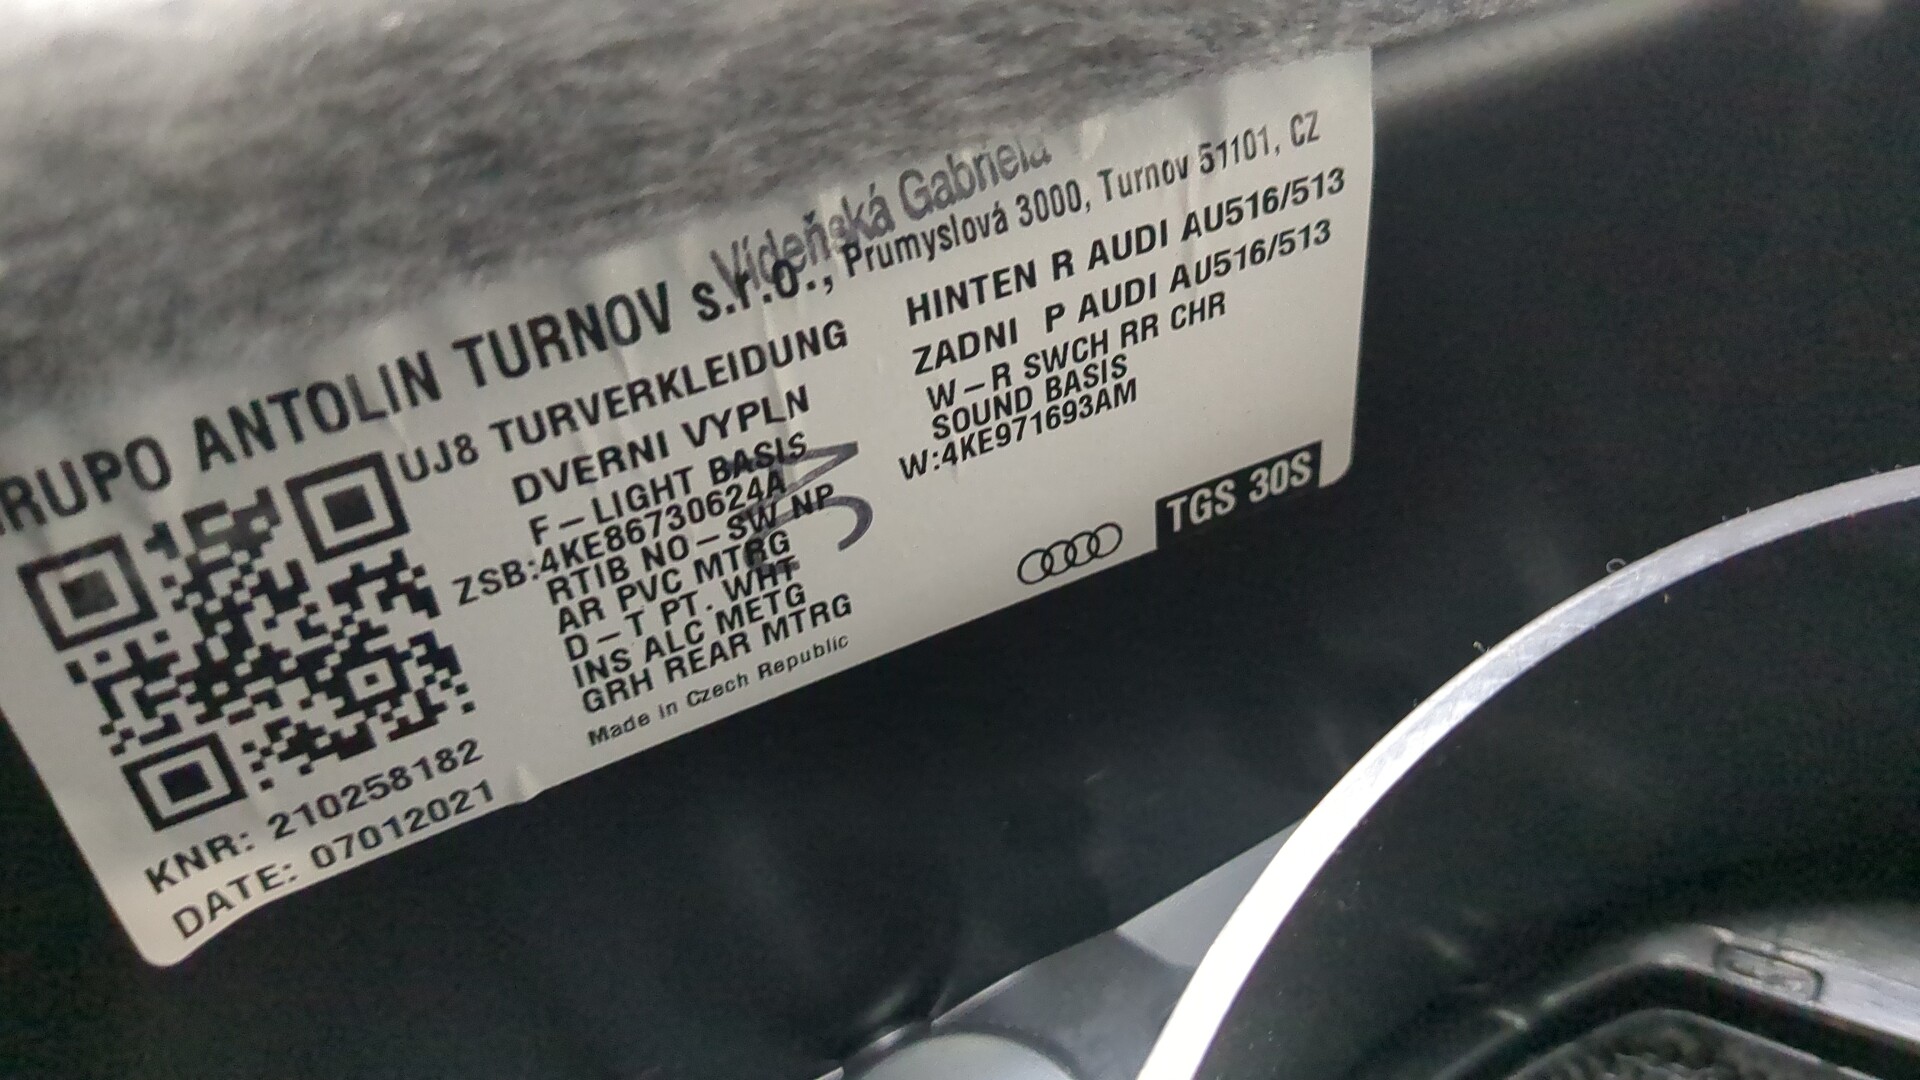 Vídeňská Gabriela
RUPO ANTOLIN TURNOV s.r.o., Prumyslová 3000, Turnov 51101, CZ
UJ8 TURVERKLEIDUNG
DVERNI VYPLN
F-LIGHT BASIS
ZSB:4KE86730624A
RTIB NO-SW NP
AR PVC MTRG
D-T PT. WHT
INS ALC METG
GRH REAR MTRG
Made in Czech Republic
HINTEN R AUDI AU516/513
ZADNI P AUDI AU516/513
W-R SWCH RR CHR
SOUND BASIS
W:4KE971693AM
TGS 30S
KNR: 210258182
DATE: 07012021